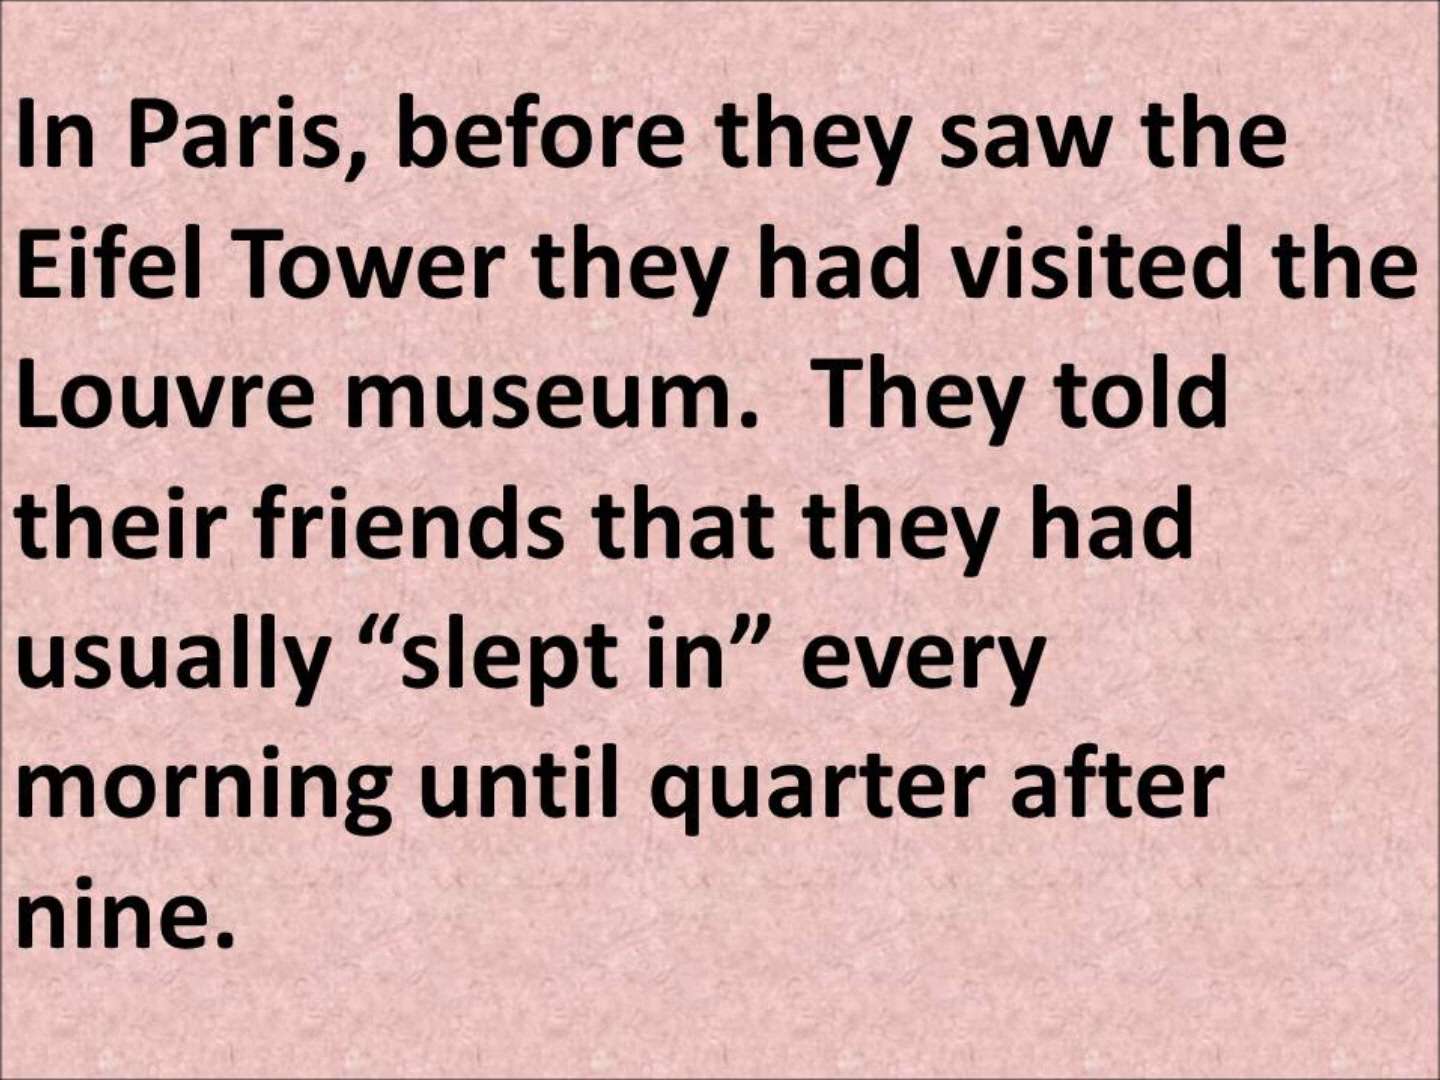 In Paris, before they saw the
Eifel Tower they had visited the
Louvre museum.  They told
their friends that they had
usually “slept in” every
morning until quarter after
nine.